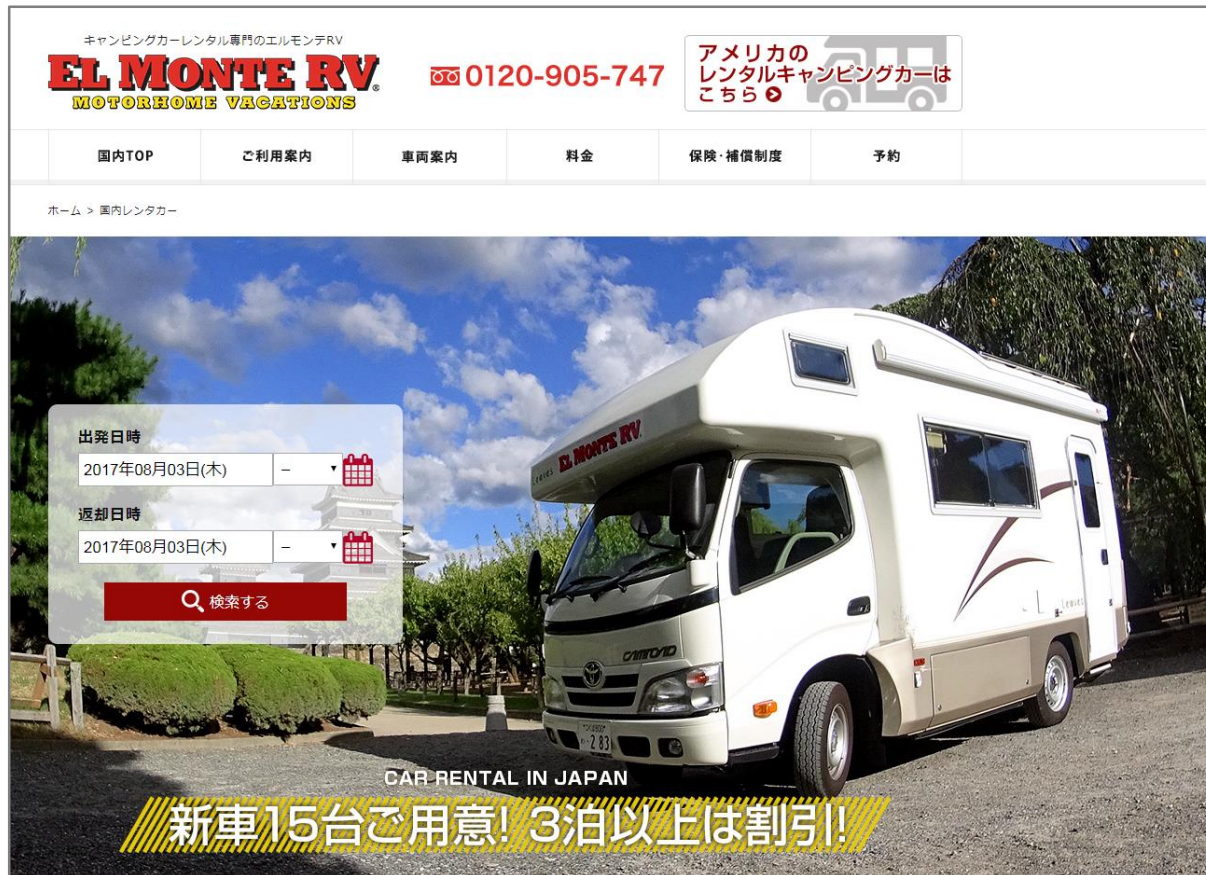 キャンピングカーレンタル専門のエルモンテRV
EL MONTE RV®
MOTORHOME VACATIONS
0120-905-747
アメリカの
レンタルキャンピングカーは
こちら
国内TOP
ご利用案内
車両案内
料金
保険・補償制度
予約
ホーム > 国内レンタカー
出発日時
2017年08月03日(木) –
返却日時
2017年08月03日(木) –
検索する
Leaves EL MONTE RV.
Leaves
CAMROAD
2 83
CAR RENTAL IN JAPAN
新車15台ご用意! 3泊以上は割引!